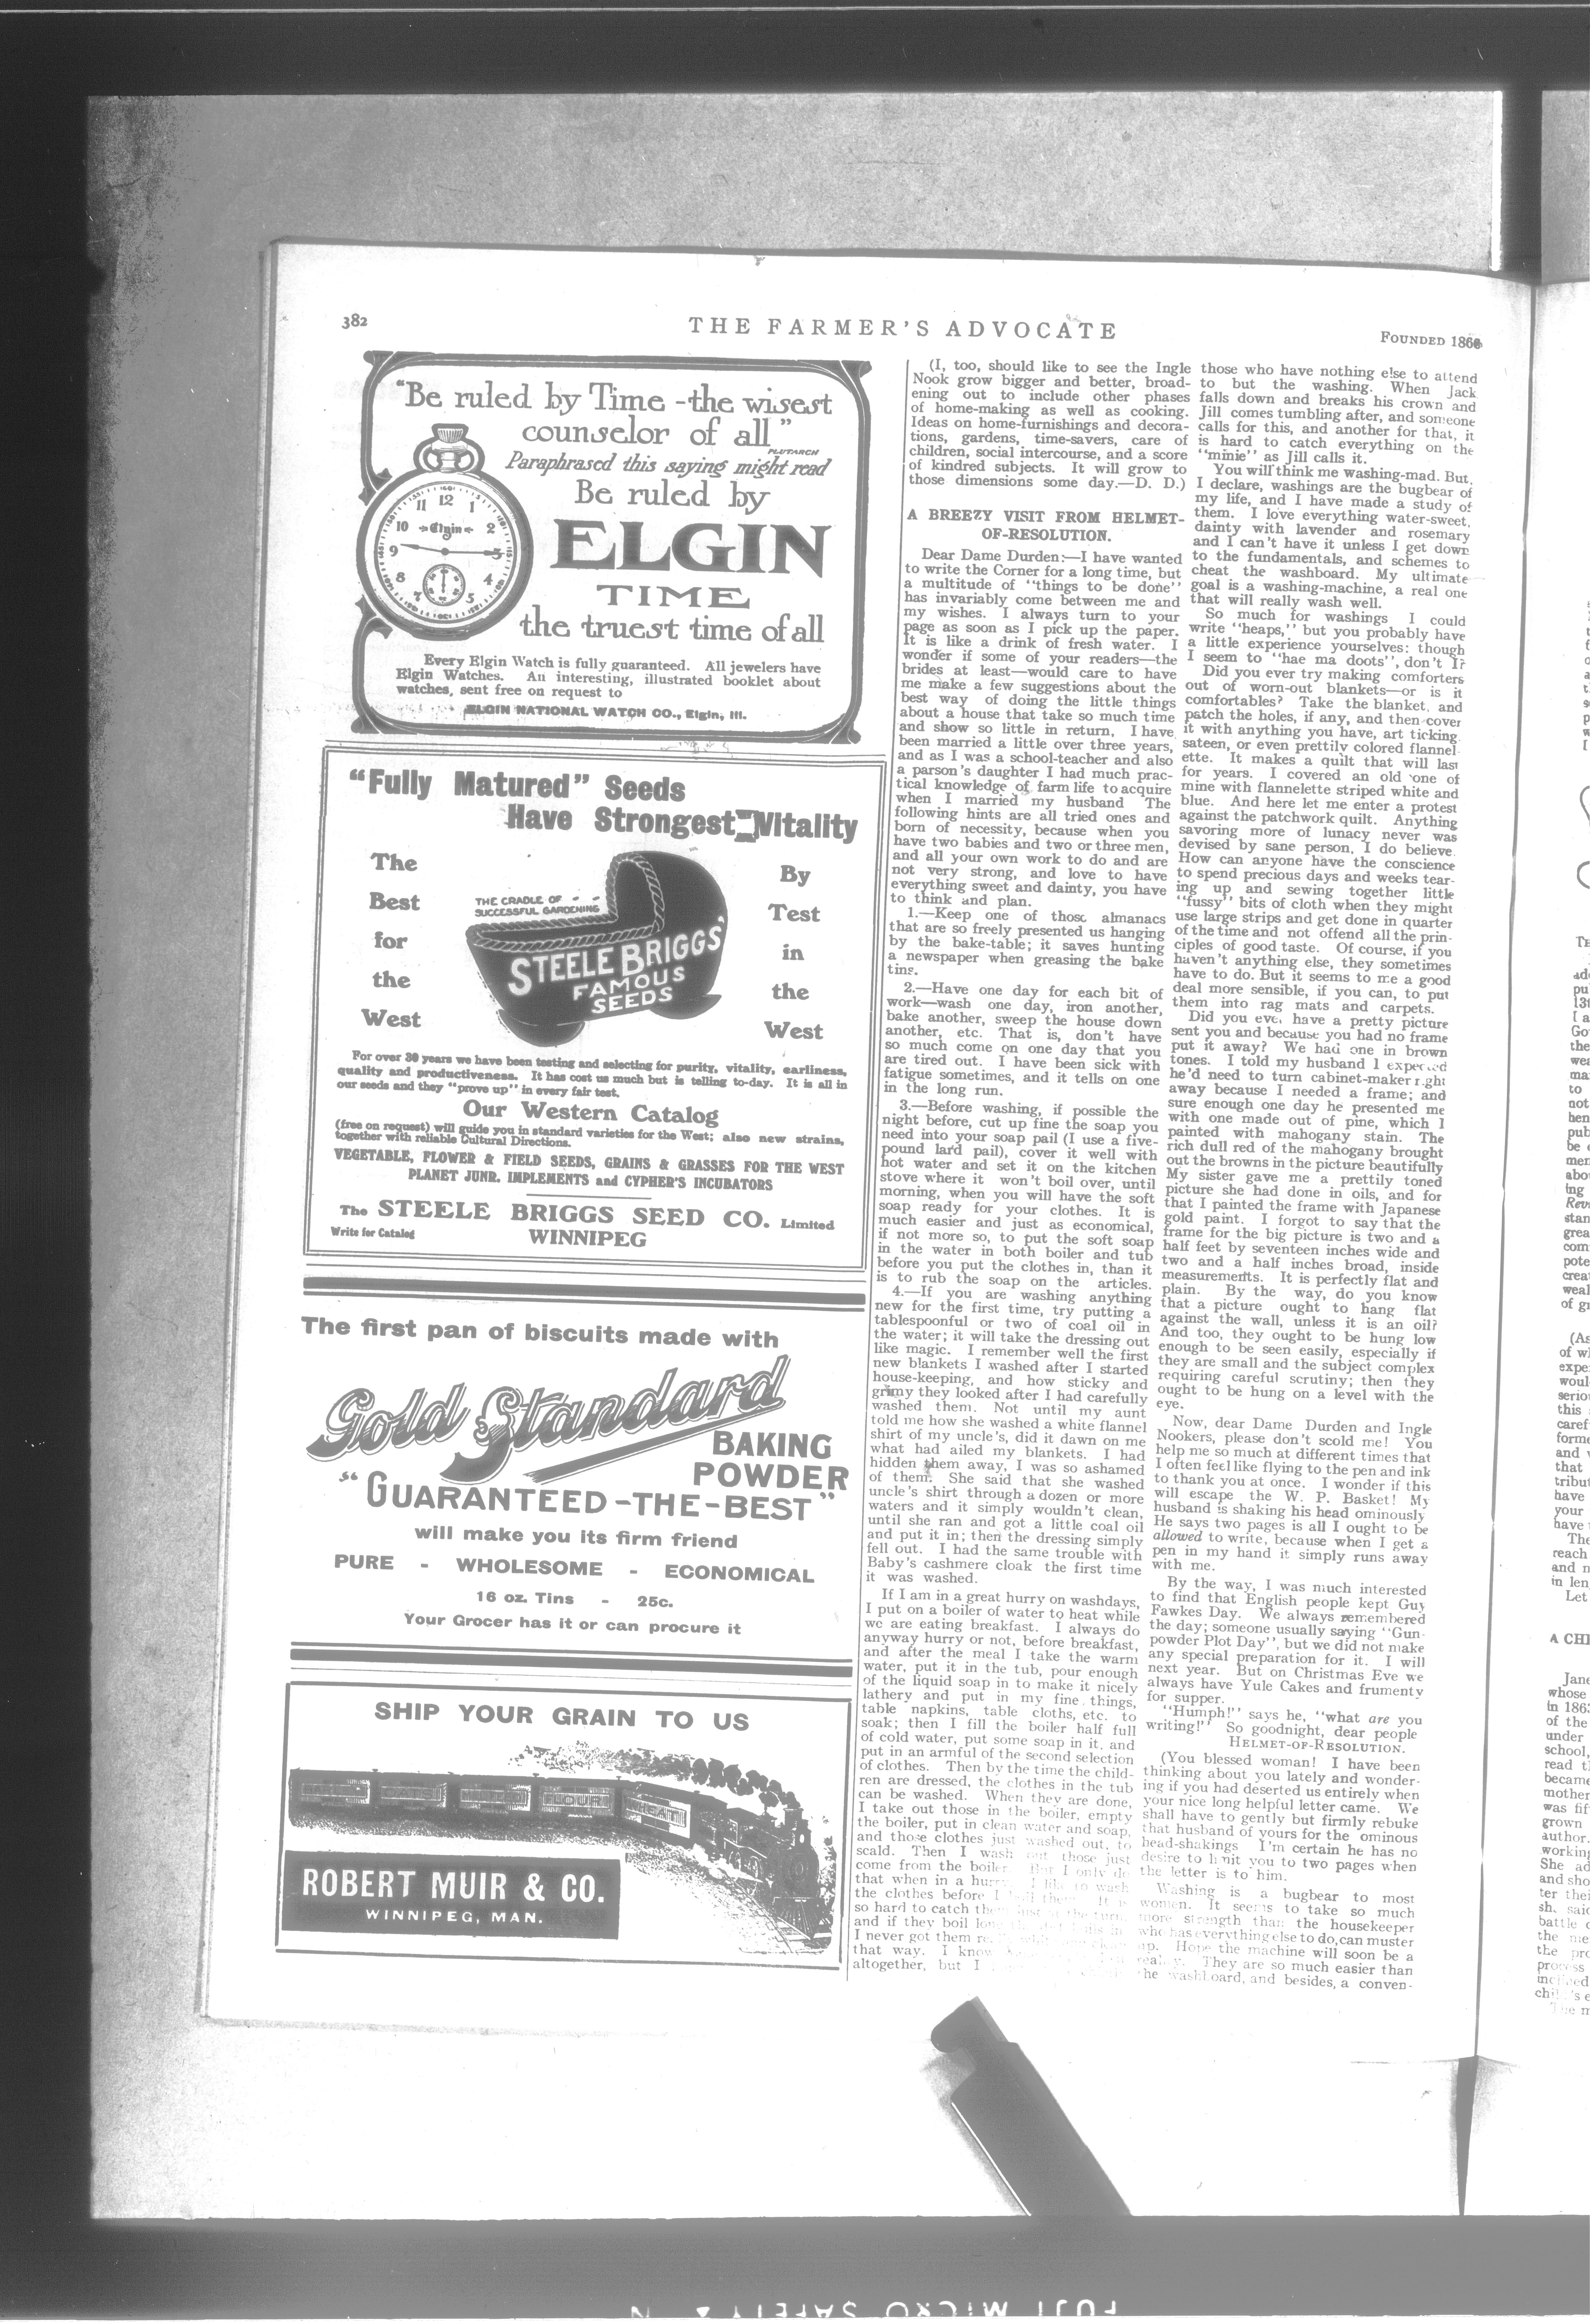 382
THE FARMER'S ADVOCATE
FOUNDED 1866
"Be ruled by Time - the wisest
counselor of all"
PLUTARCH
Paraphrased this saying might read
Be ruled by
ELGIN
TIME
the truest time of all
Every Elgin Watch is fully guaranteed. All jewelers have
Elgin Watches. An interesting, illustrated booklet about
watches, sent free on request to
ELGIN NATIONAL WATCH CO., Elgin, Ill.
"Fully Matured" Seeds
Have Strongest Vitality
The
Best
for
the
West
THE CRADLE OF - -
SUCCESSFUL GARDENING
STEELE BRIGGS'
FAMOUS
SEEDS
By
Test
in
the
West
For over 30 years we have been testing and selecting for purity, vitality, earliness,
quality and productiveness. It has cost us much but is telling to-day. It is all in
our seeds and they "prove up" in every fair test.
Our Western Catalog
(free on request) will guide you in standard varieties for the West; also new strains,
together with reliable Cultural Directions.
VEGETABLE, FLOWER & FIELD SEEDS, GRAINS & GRASSES FOR THE WEST
PLANET JUNR. IMPLEMENTS and CYPHER'S INCUBATORS
The STEELE BRIGGS SEED CO. Limited
Write for Catalog
WINNIPEG
The first pan of biscuits made with
Gold Standard
BAKING
POWDER
"GUARANTEED-THE-BEST"
will make you its firm friend
PURE - WHOLESOME - ECONOMICAL
16 oz. Tins - 25c.
Your Grocer has it or can procure it
SHIP YOUR GRAIN TO US
ROBERT MUIR & CO.
WINNIPEG, MAN.
(I, too, should like to see the Ingle
Nook grow bigger and better, broad-
ening out to include other phases
of home-making as well as cooking.
Ideas on home-furnishings and decora-
tions, gardens, time-savers, care of
children, social intercourse, and a score
of kindred subjects. It will grow to
those dimensions some day.—D. D.)
A BREEZY VISIT FROM HELMET-
OF-RESOLUTION.
Dear Dame Durden:—I have wanted
to write the Corner for a long time, but
a multitude of "things to be done"
has invariably come between me and
my wishes. I always turn to your
page as soon as I pick up the paper.
It is like a drink of fresh water. I
wonder if some of your readers—the
brides at least—would care to have
me make a few suggestions about the
best way of doing the little things
about a house that take so much time
and show so little in return. I have
been married a little over three years,
and as I was a school-teacher and also
a parson's daughter I had much prac-
tical knowledge of farm life to acquire
when I married my husband The
following hints are all tried ones and
born of necessity, because when you
have two babies and two or three men,
and all your own work to do and are
not very strong, and love to have
everything sweet and dainty, you have
to think and plan.
1.—Keep one of those almanacs
that are so freely presented us hanging
by the bake-table; it saves hunting
a newspaper when greasing the bake
tins.
2.—Have one day for each bit of
work—wash one day, iron another,
bake another, sweep the house down
another, etc. That is, don't have
so much come on one day that you
are tired out. I have been sick with
fatigue sometimes, and it tells on one
in the long run.
3.—Before washing, if possible the
night before, cut up fine the soap you
need into your soap pail (I use a five-
pound lard pail), cover it well with
hot water and set it on the kitchen
stove where it won't boil over, until
morning, when you will have the soft
soap ready for your clothes. It is
much easier and just as economical,
if not more so, to put the soft soap
in the water in both boiler and tub
before you put the clothes in, than it
is to rub the soap on the articles.
4.—If you are washing anything
new for the first time, try putting a
tablespoonful or two of coal oil in
the water; it will take the dressing out
like magic. I remember well the first
new blankets I washed after I started
house-keeping, and how sticky and
grimy they looked after I had carefully
washed them. Not until my aunt
told me how she washed a white flannel
shirt of my uncle's, did it dawn on me
what had ailed my blankets. I had
hidden them away, I was so ashamed
of them. She said that she washed
uncle's shirt through a dozen or more
waters and it simply wouldn't clean,
until she ran and got a little coal oil
and put it in; then the dressing simply
fell out. I had the same trouble with
Baby's cashmere cloak the first time
it was washed.
If I am in a great hurry on washdays,
I put on a boiler of water to heat while
we are eating breakfast. I always do
anyway hurry or not, before breakfast,
and after the meal I take the warm
water, put it in the tub, pour enough
of the liquid soap in to make it nicely
lathery and put in my fine things,
table napkins, table cloths, etc. to
soak; then I fill the boiler half full
of cold water, put some soap in it, and
put in an armful of the second selection
of clothes. Then by the time the child-
ren are dressed, the clothes in the tub
can be washed. When they are done,
I take out those in the boiler, empty
the boiler, put in clean water and soap,
and those clothes just washed out, to
scald. Then I wash out those just
come from the boiler But I only do
that when in a hurry I like to wash
the clothes before I boil them. It is
so hard to catch them just at the turn,
and if they boil
I never got them
that way. I know
altogether, but I
those who have nothing else to attend
to but the washing. When Jack
falls down and breaks his crown and
Jill comes tumbling after, and someone
calls for this, and another for that, it
is hard to catch everything on the
"minie" as Jill calls it.
You will think me washing-mad. But,
I declare, washings are the bugbear of
my life, and I have made a study of
them. I love everything water-sweet,
dainty with lavender and rosemary
and I can't have it unless I get down
to the fundamentals, and schemes to
cheat the washboard. My ultimate
goal is a washing-machine, a real one
that will really wash well.
So much for washings I could
write "heaps," but you probably have
a little experience yourselves: though
I seem to "hae ma doots", don't I?
Did you ever try making comforters
out of worn-out blankets—or is it
comfortables? Take the blanket, and
patch the holes, if any, and then cover
it with anything you have, art ticking,
sateen, or even prettily colored flannel-
ette. It makes a quilt that will last
for years. I covered an old one of
mine with flannelette striped white and
blue. And here let me enter a protest
against the patchwork quilt. Anything
savoring more of lunacy never was
devised by sane person, I do believe.
How can anyone have the conscience
to spend precious days and weeks tear-
ing up and sewing together little
"fussy" bits of cloth when they might
use large strips and get done in quarter
of the time and not offend all the prin-
ciples of good taste. Of course, if you
haven't anything else, they sometimes
have to do. But it seems to me a good
deal more sensible, if you can, to put
them into rag mats and carpets.
Did you ever have a pretty picture
sent you and because you had no frame
put it away? We had one in brown
tones. I told my husband I expected
he'd need to turn cabinet-maker right
away because I needed a frame; and
sure enough one day he presented me
with one made out of pine, which I
painted with mahogany stain. The
rich dull red of the mahogany brought
out the browns in the picture beautifully
My sister gave me a prettily toned
picture she had done in oils, and for
that I painted the frame with Japanese
gold paint. I forgot to say that the
frame for the big picture is two and a
half feet by seventeen inches wide and
two and a half inches broad, inside
measurements. It is perfectly flat and
plain. By the way, do you know
that a picture ought to hang flat
against the wall, unless it is an oil?
And too, they ought to be hung low
enough to be seen easily, especially if
they are small and the subject complex
requiring careful scrutiny; then they
ought to be hung on a level with the
eye.
Now, dear Dame Durden and Ingle
Nookers, please don't scold me! You
help me so much at different times that
I often feel like flying to the pen and ink
to thank you at once. I wonder if this
will escape the W. P. Basket! My
husband is shaking his head ominously
He says two pages is all I ought to be
allowed to write, because when I get a
pen in my hand it simply runs away
with me.
By the way, I was much interested
to find that English people kept Guy
Fawkes Day. We always remembered
the day; someone usually saying "Gun-
powder Plot Day", but we did not make
any special preparation for it. I will
next year. But on Christmas Eve we
always have Yule Cakes and frumenty
for supper.
"Humph!" says he, "what are you
writing!" So goodnight, dear people
HELMET-OF-RESOLUTION.
(You blessed woman! I have been
thinking about you lately and wonder-
ing if you had deserted us entirely when
your nice long helpful letter came. We
shall have to gently but firmly rebuke
that husband of yours for the ominous
head-shakings I'm certain he has no
desire to limit you to two pages when
the letter is to him.
Washing is a bugbear to most
women. It seems to take so much
more strength than the housekeeper
who has everything else to do, can muster
up. Hope the machine will soon be a
reality. They are so much easier than
the washboard, and besides, a conven-
FUJI MICRO SAFETY